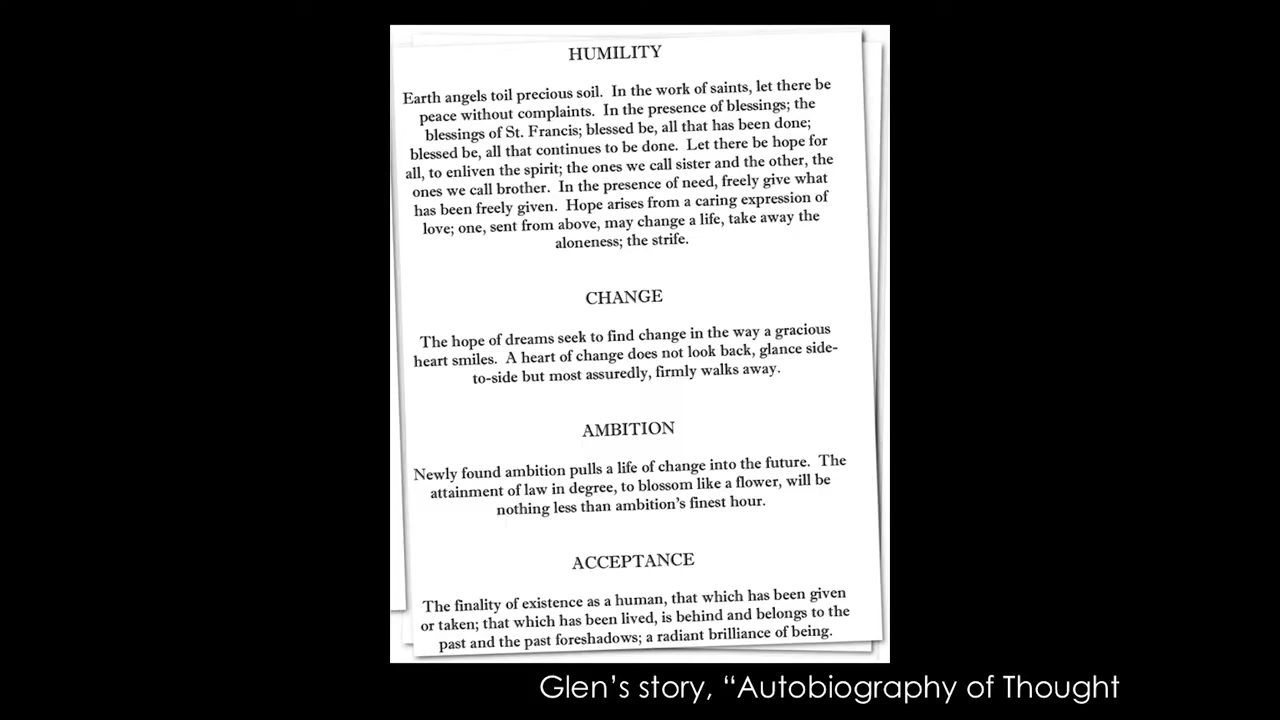 HUMILITY
Earth angels toil precious soil. In the work of saints, let there be
peace without complaints. In the presence of blessings; the
blessings of St. Francis; blessed be, all that has been done;
blessed be, all that continues to be done. Let there be hope for
all, to enliven the spirit; the ones we call sister and the other, the
ones we call brother. In the presence of need, freely give what
has been freely given. Hope arises from a caring expression of
love; one, sent from above, may change a life, take away the
aloneness; the strife.
CHANGE
The hope of dreams seek to find change in the way a gracious
heart smiles. A heart of change does not look back, glance side-
to-side but most assuredly, firmly walks away.
AMBITION
Newly found ambition pulls a life of change into the future. The
attainment of law in degree, to blossom like a flower, will be
nothing less than ambition's finest hour.
ACCEPTANCE
The finality of existence as a human, that which has been given
or taken; that which has been lived, is behind and belongs to the
past and the past foreshadows; a radiant brilliance of being.
Glen's story, “Autobiography of Thought